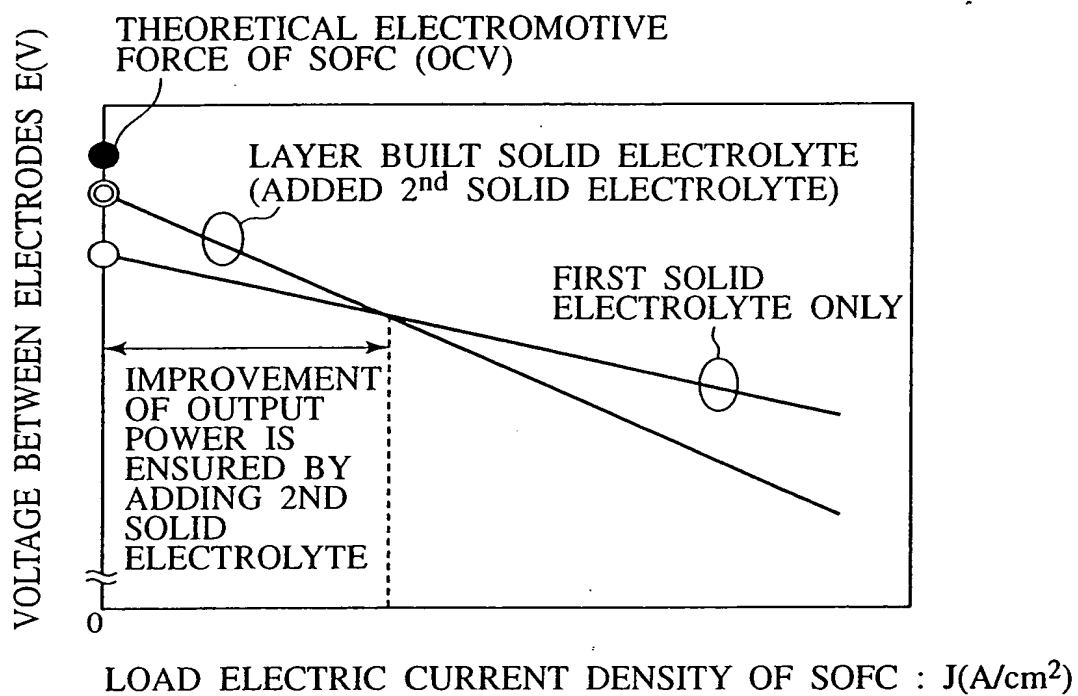 THEORETICAL ELECTROMOTIVE
FORCE OF SOFC (OCV)
VOLTAGE BETWEEN ELECTRODES E(V)
LAYER BUILT SOLID ELECTROLYTE
(ADDED 2nd SOLID ELECTROLYTE)
FIRST SOLID
ELECTROLYTE ONLY
IMPROVEMENT
OF OUTPUT
POWER IS
ENSURED BY
ADDING 2ND
SOLID
ELECTROLYTE
0
LOAD ELECTRIC CURRENT DENSITY OF SOFC : J(A/cm2)